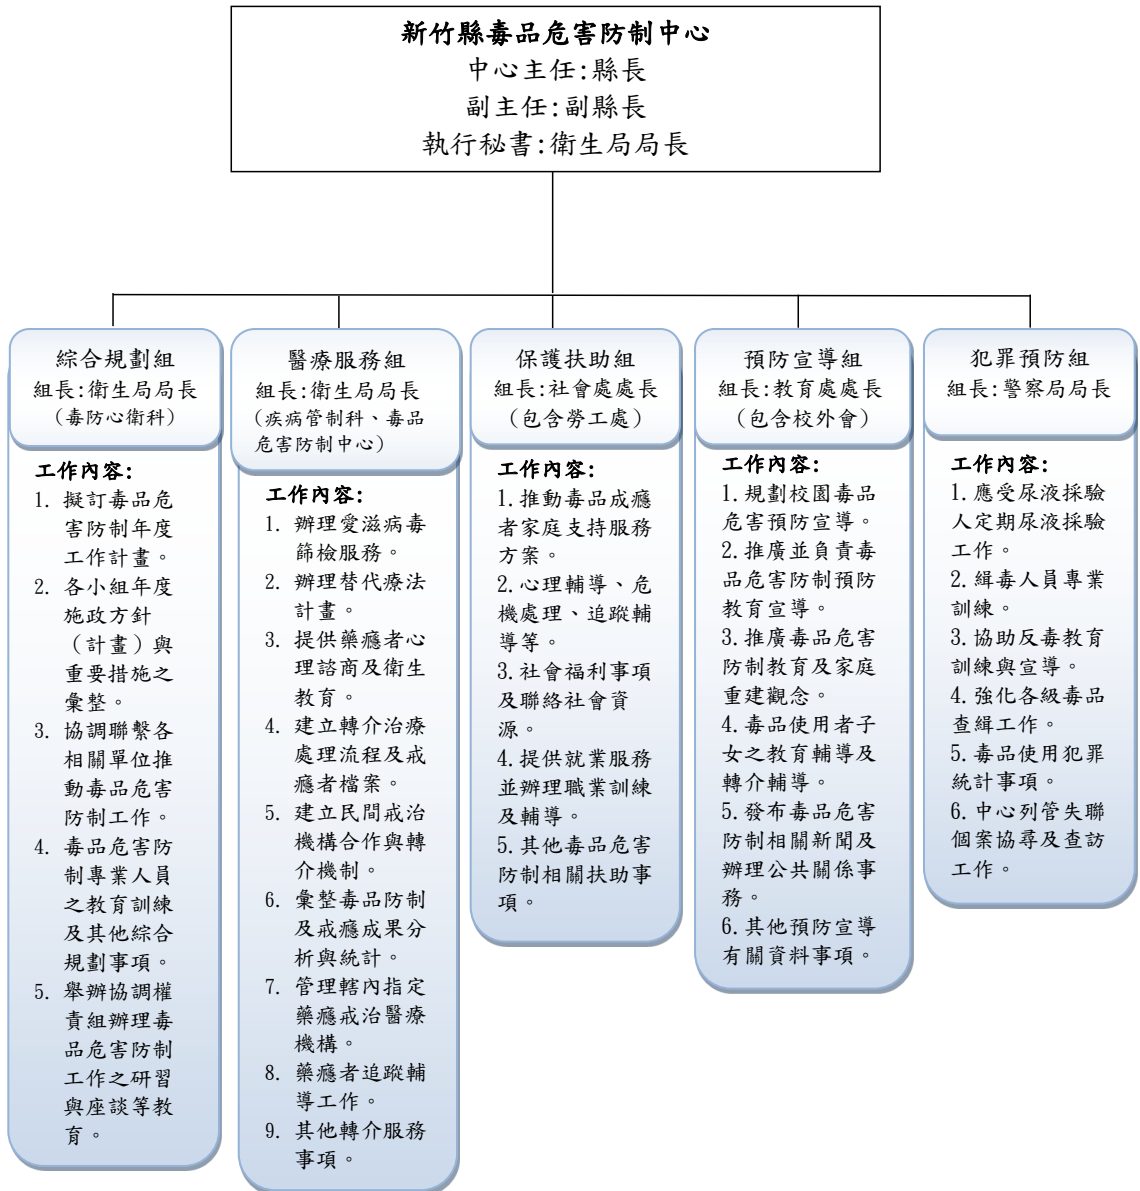 新竹縣毒品危害防制中心
中心主任:縣長
副主任:副縣長
執行秘書:衛生局局長
綜合規劃組
組長:衛生局局長
(毒防心衛科)
工作內容:
1. 擬訂毒品危
害防制年度
工作計畫。
2. 各小組年度
施政方針
（計畫）與
重要措施之
彙整。
3. 協調聯繫各
相關單位推
動毒品危害
防制工作。
4. 毒品危害防
制專業人員
之教育訓練
及其他綜合
規劃事項。
5. 舉辦協調權
責組辦理毒
品危害防制
工作之研習
與座談等教
育。
醫療服務組
組長:衛生局局長
(疾病管制科、毒品
危害防制中心)
工作內容:
1. 辦理愛滋病毒
篩檢服務。
2. 辦理替代療法
計畫。
3. 提供藥癮者心
理諮商及衛生
教育。
4. 建立轉介治療
處理流程及戒
癮者檔案。
5. 建立民間戒治
機構合作與轉
介機制。
6. 彙整毒品防制
及戒癮成果分
析與統計。
7. 管理轄內指定
藥癮戒治醫療
機構。
8. 藥癮者追蹤輔
導工作。
9. 其他轉介服務
事項。
保護扶助組
組長:社會處處長
(包含勞工處)
工作內容:
1.推動毒品成癮
者家庭支持服務
方案。
2.心理輔導、危
機處理、追蹤輔
導等。
3.社會福利事項
及聯絡社會資
源。
4.提供就業服務
並辦理職業訓練
及輔導。
5.其他毒品危害
防制相關扶助事
項。
預防宣導組
組長:教育處處長
(包含校外會)
工作內容:
1.規劃校園毒品
危害預防宣導。
2.推廣並負責毒
品危害防制預防
教育宣導。
3.推廣毒品危害
防制教育及家庭
重建觀念。
4.毒品使用者子
女之教育輔導及
轉介輔導。
5.發布毒品危害
防制相關新聞及
辦理公共關係事
務。
6.其他預防宣導
有關資料事項。
犯罪預防組
組長:警察局局長
工作內容:
1.應受尿液採驗
人定期尿液採驗
工作。
2.緝毒人員專業
訓練。
3.協助反毒教育
訓練與宣導。
4.強化各級毒品
查緝工作。
5.毒品使用犯罪
統計事項。
6.中心列管失聯
個案協尋及查訪
工作。